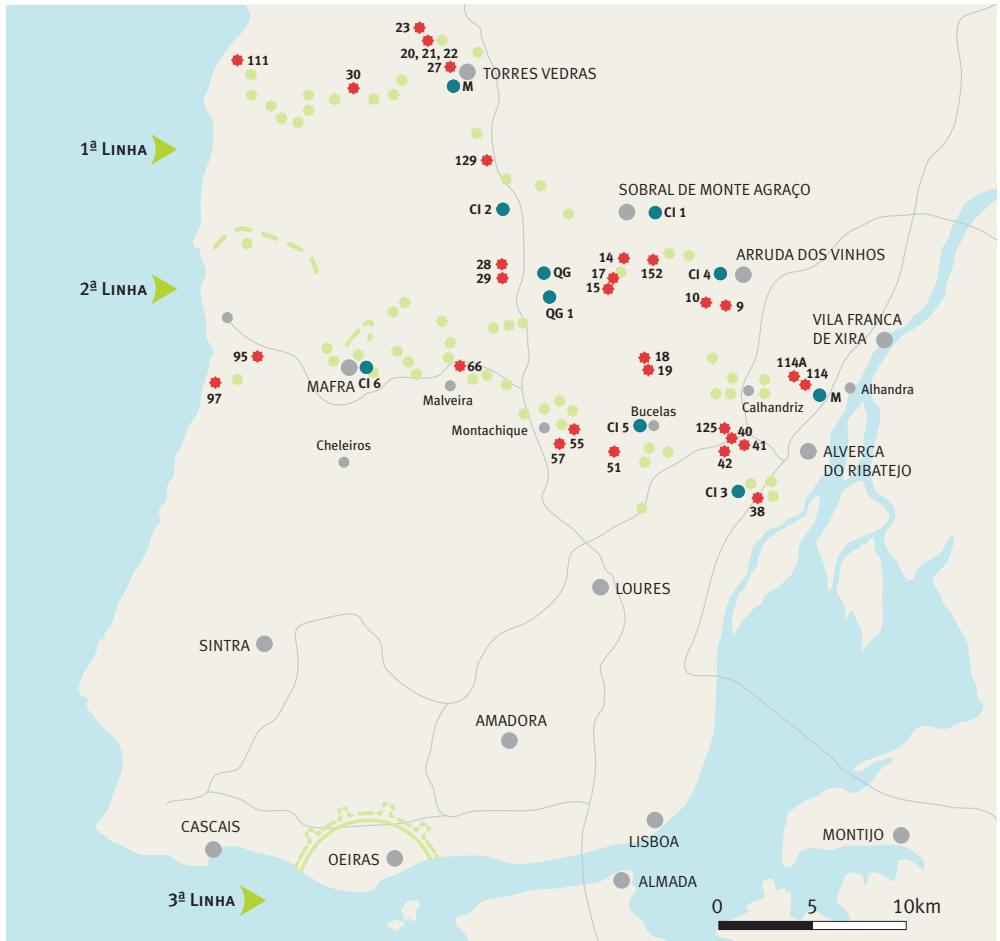 23
20, 21, 22
111
27
TORRES VEDRAS
30
M
1ª LINHA
129
SOBRAL DE MONTE AGRAÇO
CI 2
CI 1
14
ARRUDA DOS VINHOS
28
QG
17
152
CI 4
29
15
2ª LINHA
QG 1
10
9
VILA FRANCA
DE XIRA
95
18
66
19
114A
114
MAFRA
CI 6
97
Malveira
M
Alhandra
Calhandriz
Bucelas
Montachique
CI 5
55
125
40
41
Cheleiros
57
51
42
ALVERCA
DO RIBATEJO
CI 3
38
LOURES
SINTRA
AMADORA
CASCAIS
LISBOA
MONTIJO
OEIRAS
ALMADA
3ª LINHA
0
5
10km